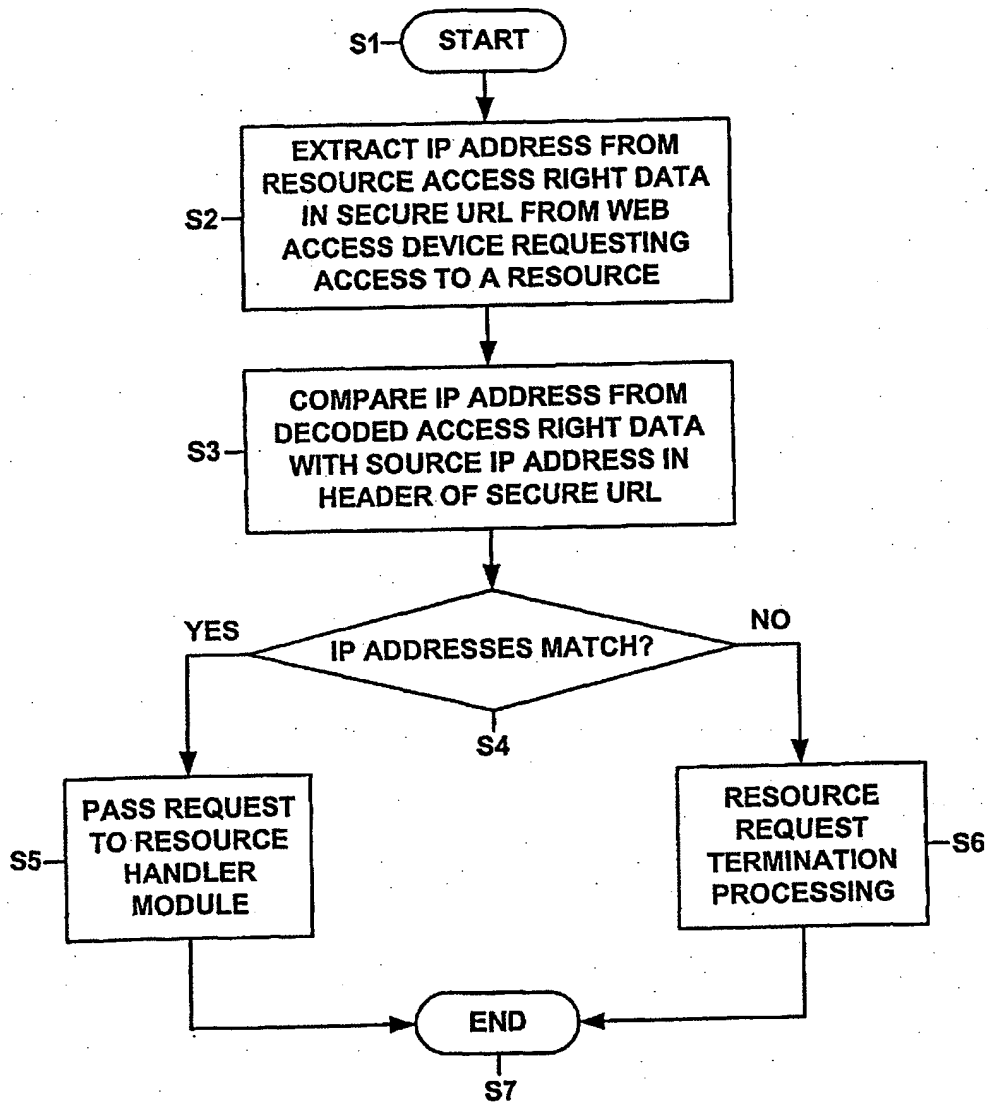 S1
START
EXTRACT IP ADDRESS FROM
RESOURCE ACCESS RIGHT DATA
IN SECURE URL FROM WEB
ACCESS DEVICE REQUESTING
ACCESS TO A RESOURCE
S2
COMPARE IP ADDRESS FROM
DECODED ACCESS RIGHT DATA
WITH SOURCE IP ADDRESS IN
HEADER OF SECURE URL
S3
YES
IP ADDRESSES MATCH?
NO
S4
PASS REQUEST
TO RESOURCE
HANDLER
MODULE
S5
RESOURCE
REQUEST
TERMINATION
PROCESSING
S6
END
S7